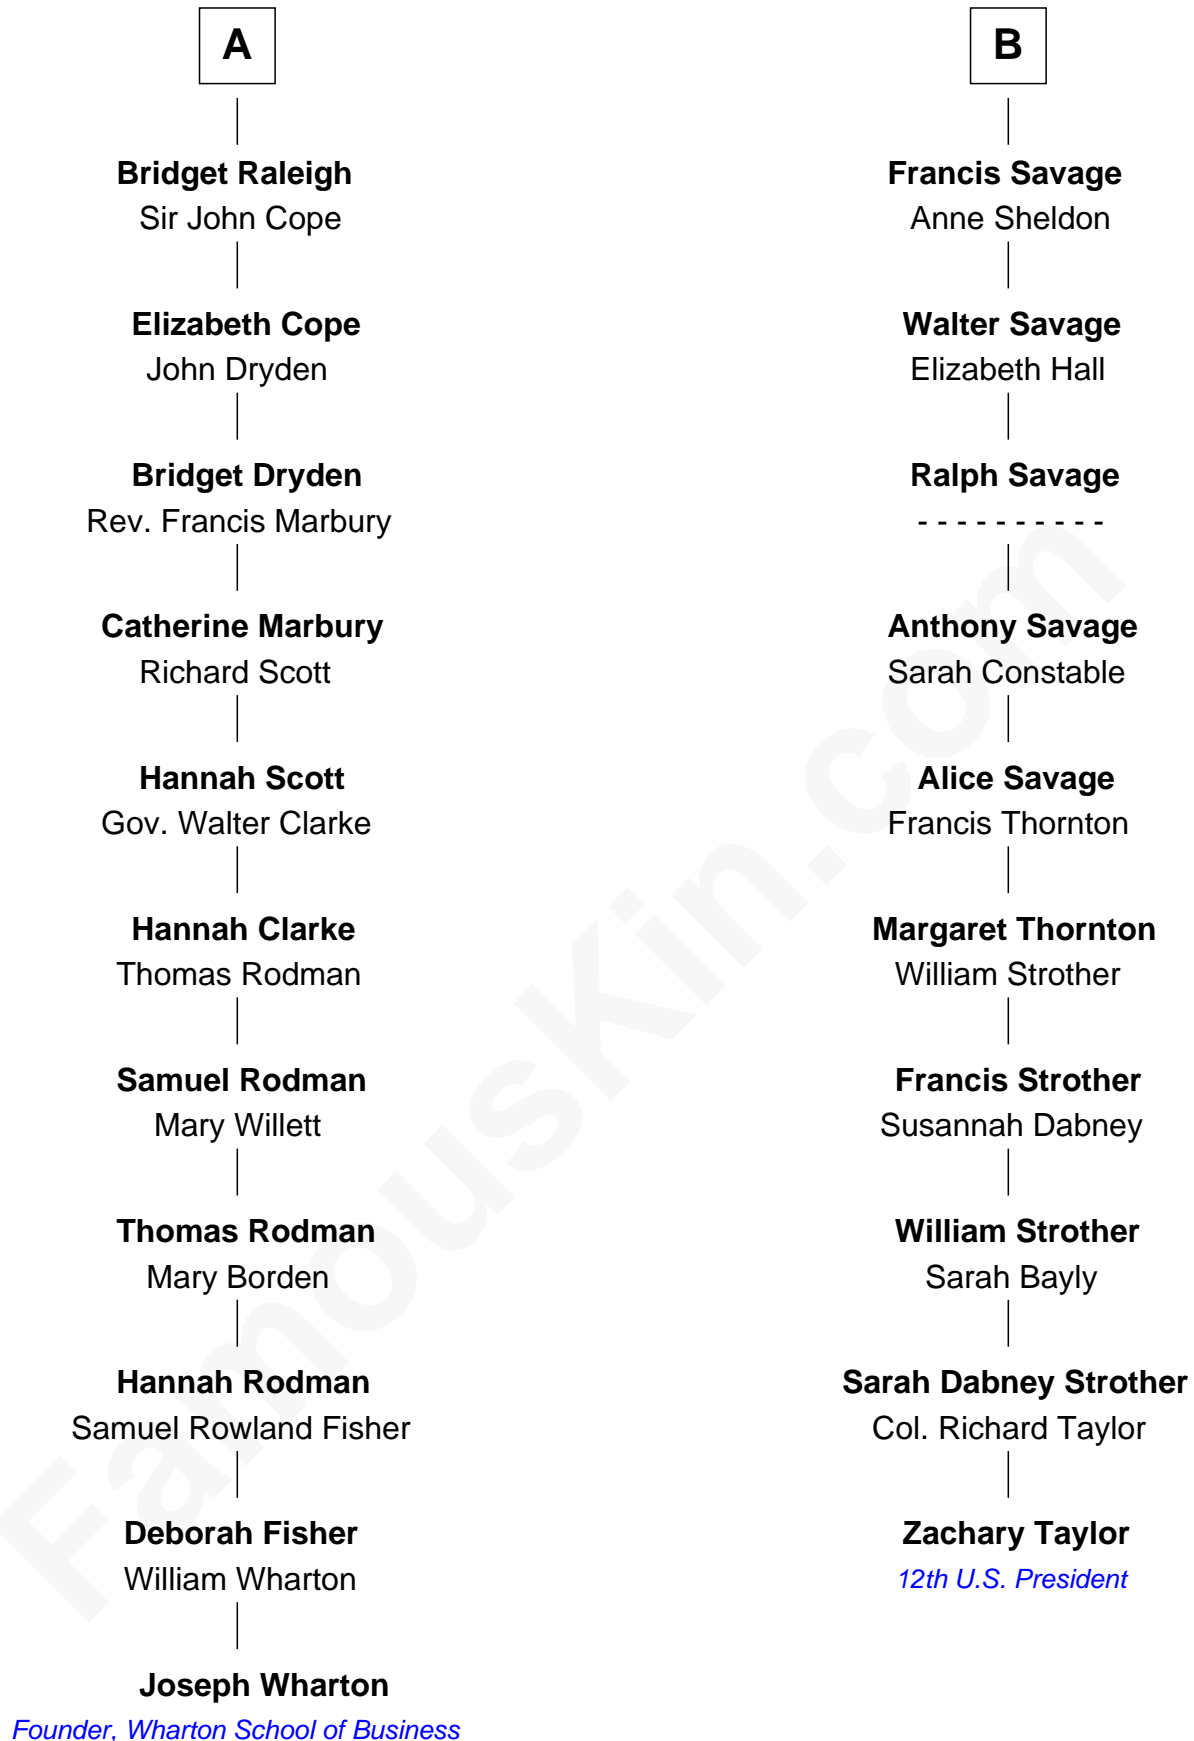 A
Bridget Raleigh
Sir John Cope
Elizabeth Cope
John Dryden
Bridget Dryden
Rev. Francis Marbury
Catherine Marbury
Richard Scott
Hannah Scott
Gov. Walter Clarke
Hannah Clarke
Thomas Rodman
Samuel Rodman
Mary Willett
Thomas Rodman
Mary Borden
Hannah Rodman
Samuel Rowland Fisher
Deborah Fisher
William Wharton
Joseph Wharton
Founder, Wharton School of Business
B
Francis Savage
Anne Sheldon
Walter Savage
Elizabeth Hall
Ralph Savage
- - - - - - - - - -
Anthony Savage
Sarah Constable
Alice Savage
Francis Thornton
Margaret Thornton
William Strother
Francis Strother
Susannah Dabney
William Strother
Sarah Bayly
Sarah Dabney Strother
Col. Richard Taylor
Zachary Taylor
12th U.S. President
FamousKin.com